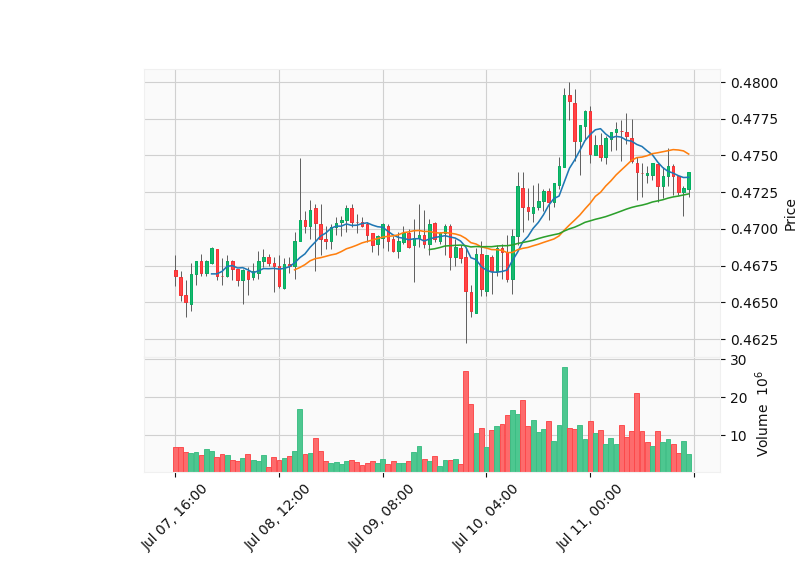 0.4800
0.4775
0.4750
0.4725
0.4700
0.4675
0.4650
0.4625
Price
30
20
10
Volume 10⁶
Jul 07, 16:00
Jul 08, 12:00
Jul 09, 08:00
Jul 10, 04:00
Jul 11, 00:00